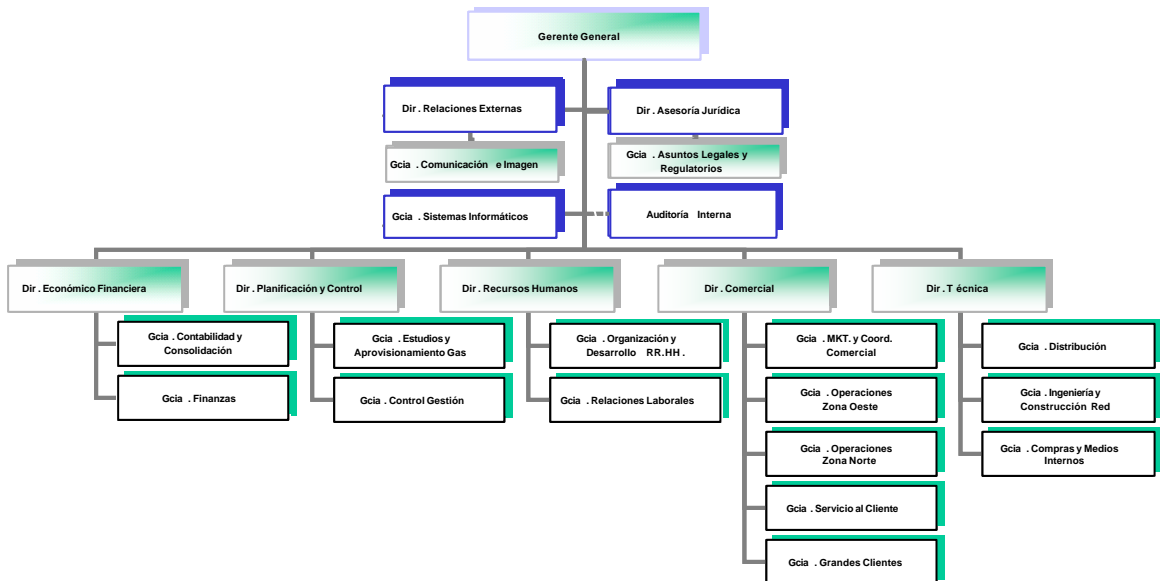 Gerente General
Dir . Relaciones Externas
Dir . Asesoría Jurídica
Gcia . Comunicación e Imagen
Gcia . Asuntos Legales y
Regulatorios
Gcia . Sistemas Informáticos
Auditoría Interna
Dir . Económico Financiera
Dir . Planificación y Control
Dir . Recursos Humanos
Dir . Comercial
Dir . T écnica
Gcia . Contabilidad y
Consolidación
Gcia . Finanzas
Gcia . Estudios y
Aprovisionamiento Gas
Gcia . Control Gestión
Gcia . Organización y
Desarrollo RR.HH .
Gcia . Relaciones Laborales
Gcia . MKT. y Coord.
Comercial
Gcia . Operaciones
Zona Oeste
Gcia . Operaciones
Zona Norte
Gcia . Servicio al Cliente
Gcia . Grandes Clientes
Gcia . Distribución
Gcia . Ingeniería y
Construcción Red
Gcia . Compras y Medios
Internos